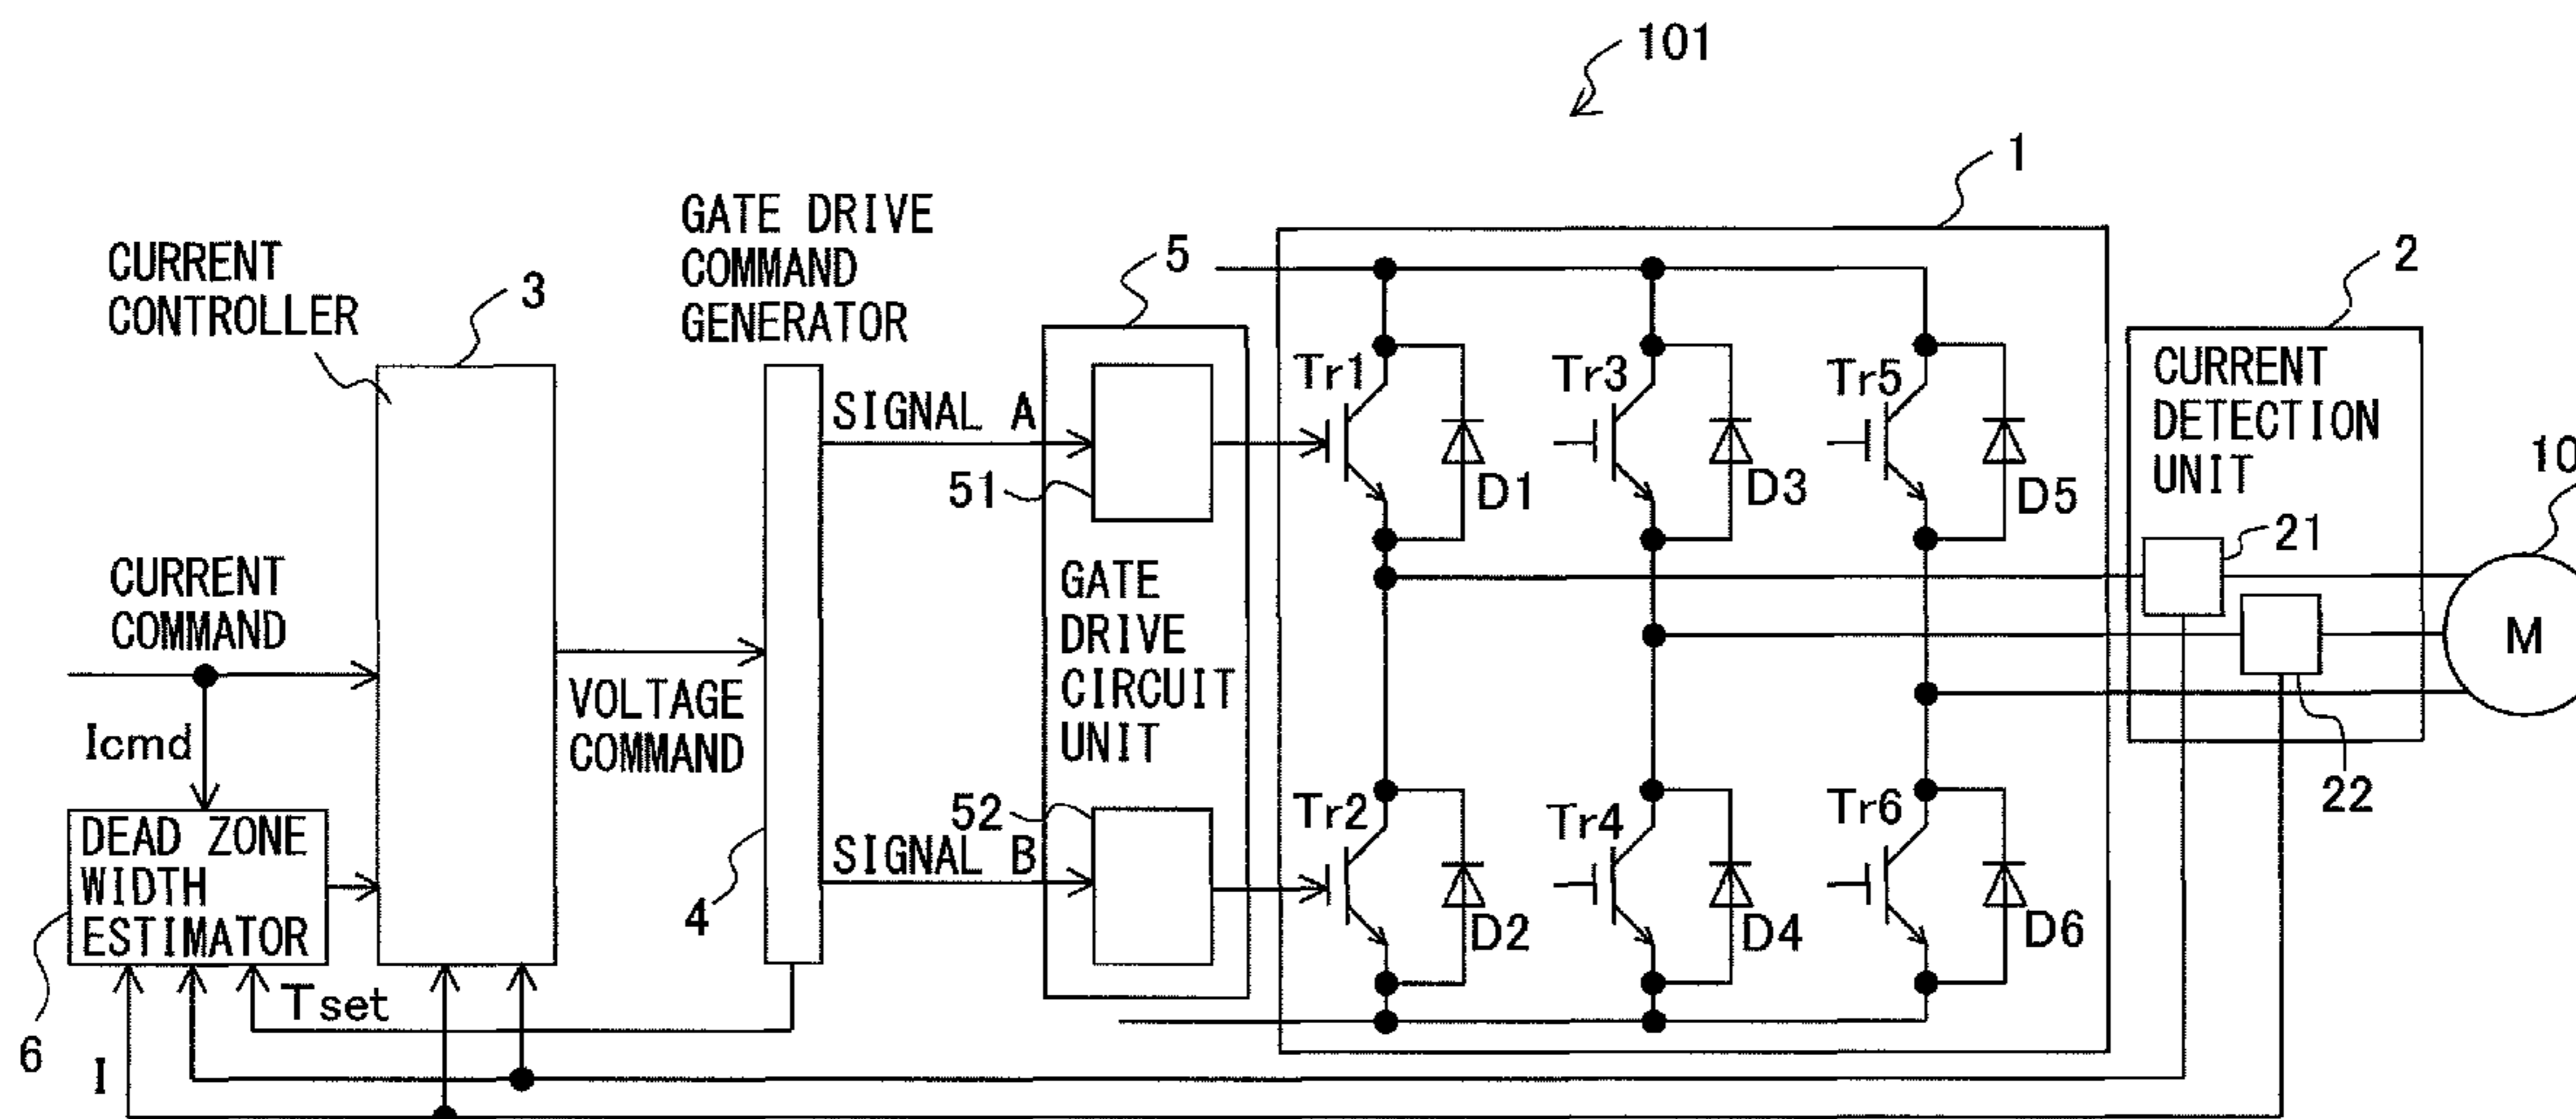 101
1
GATE DRIVE
COMMAND
GENERATOR
CURRENT
CONTROLLER
3
5
2
CURRENT
DETECTION
UNIT
Tr1
Tr3
Tr5
SIGNAL A
51
D1
D3
D5
10
21
CURRENT
COMMAND
GATE
DRIVE
CIRCUIT
UNIT
M
VOLTAGE
COMMAND
Icmd
22
DEAD ZONE
WIDTH
ESTIMATOR
52
SIGNAL B
4
Tr2
Tr4
Tr6
D2
D4
D6
Tset
6
I